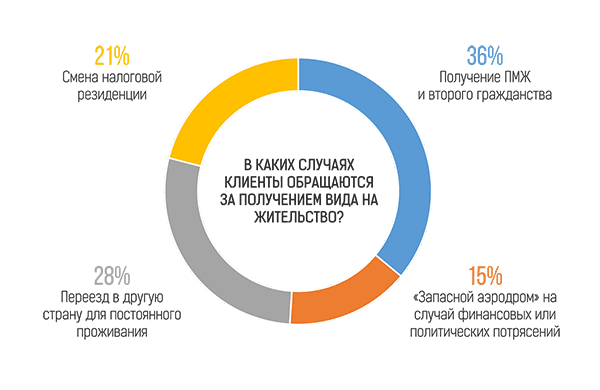 21%
Смена налоговой
резиденции
36%
Получение ПМЖ
и второго гражданства
В КАКИХ СЛУЧАЯХ
КЛИЕНТЫ ОБРАЩАЮТСЯ
ЗА ПОЛУЧЕНИЕМ ВИДА НА
ЖИТЕЛЬСТВО?
28%
Переезд в другую
страну для постоянного
проживания
15%
«Запасной аэродром» на
случай финансовых или
политических потрясений